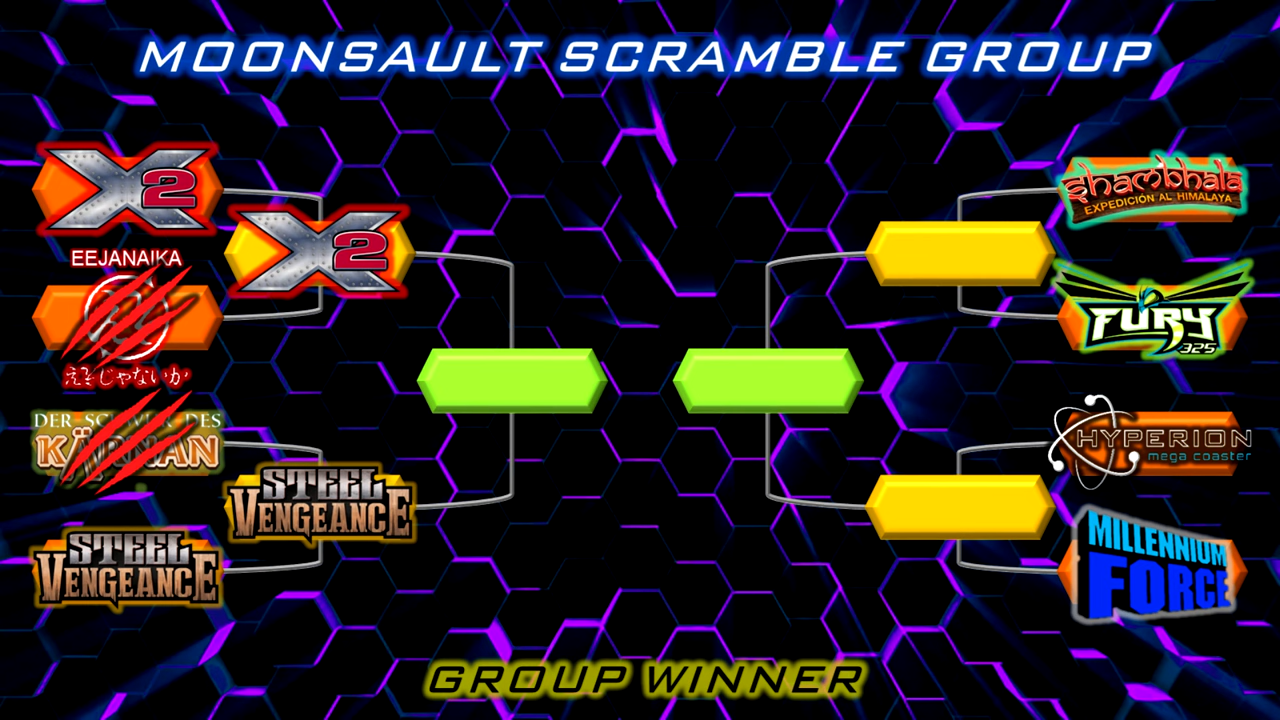 MOONSAULT SCRAMBLE GROUP
X2
EEJANAIKA
ええじゃないか
DER SCHWUR DES
KÄRNAN
STEEL
VENGEANCE
X2
STEEL
VENGEANCE
Shambhala
EXPEDICIÓN AL HIMALAYA
FURY
325
HYPERION
mega coaster
MILLENNIUM
FORCE
GROUP WINNER